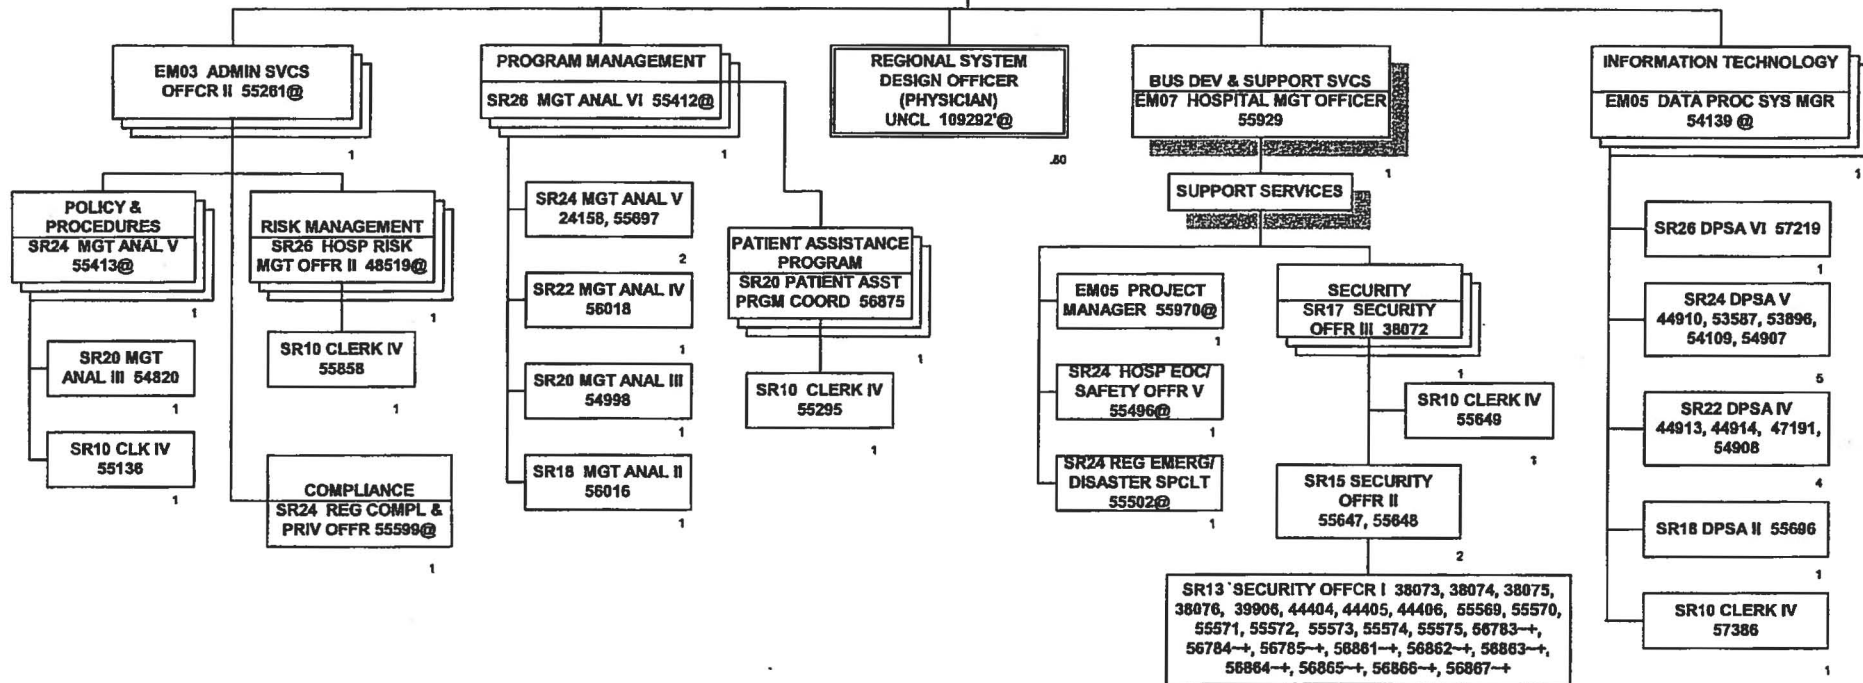 EM03 ADMIN SVCS
OFFCR II 55261@
1
POLICY &
PROCEDURES
SR24 MGT ANAL V
55413@
1
SR20 MGT
ANAL III 54820
1
SR10 CLK IV
55136
1
RISK MANAGEMENT
SR26 HOSP RISK
MGT OFFR II 48519@
1
SR10 CLERK IV
55858
1
COMPLIANCE
SR24 REG COMPL &
PRIV OFFR 55599@
1
PROGRAM MANAGEMENT
SR26 MGT ANAL VI 55412@
1
SR24 MGT ANAL V
24158, 55697
2
SR22 MGT ANAL IV
56018
1
SR20 MGT ANAL III
54998
1
SR18 MGT ANAL II
56016
1
PATIENT ASSISTANCE
PROGRAM
SR20 PATIENT ASST
PRGM COORD 56875
1
SR10 CLERK IV
55295
1
REGIONAL SYSTEM
DESIGN OFFICER
(PHYSICIAN)
UNCL 109292'@
.80
BUS DEV & SUPPORT SVCS
EM07 HOSPITAL MGT OFFICER
55929
1
SUPPORT SERVICES
EM05 PROJECT
MANAGER 55970@
1
SR24 HOSP EOC/
SAFETY OFFR V
55496@
1
SR24 REG EMERG/
DISASTER SPCLT
55502@
1
SECURITY
SR17 SECURITY
OFFR III 38072
1
SR10 CLERK IV
55649
1
SR15 SECURITY
OFFR II
55647, 55648
2
SR13 SECURITY OFFCR I 38073, 38074, 38075,
38076, 39906, 44404, 44405, 44406, 55569, 55570,
55571, 55572, 55573, 55574, 55575, 56783~+,
56784~+, 56785~+, 56861~+, 56862~+, 56863~+,
56864~+, 56865~+, 56866~+, 56867~+
INFORMATION TECHNOLOGY
EM05 DATA PROC SYS MGR
54139 @
1
SR26 DPSA VI 57219
1
SR24 DPSA V
44910, 53587, 53896,
54109, 54907
5
SR22 DPSA IV
44913, 44914, 47191,
54908
4
SR18 DPSA II 55696
1
SR10 CLERK IV
57386
1